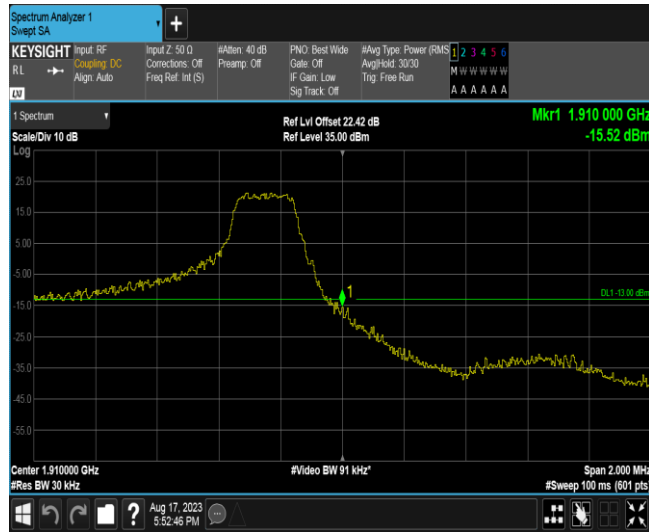 Spectrum Analyzer 1
Swept SA
KEYSIGHT
RL
LXI
Input: RF
Coupling: DC
Align: Auto
Input Z: 50 Ω
Corrections: Off
Freq Ref: Int (S)
#Atten: 40 dB
Preamp: Off
PNO: Best Wide
Gate: Off
IF Gain: Low
Sig Track: Off
#Avg Type: Power (RMS
Avg|Hold: 30/30
Trig: Free Run
1 2 3 4 5 6
M W W W W W
A A A A A A
1 Spectrum
Scale/Div 10 dB
Log
Ref Lvl Offset 22.42 dB
Ref Level 35.00 dBm
Mkr1 1.910 000 GHz
-15.52 dBm
25.0
15.0
5.00
-5.00
-15.0
-25.0
-35.0
-45.0
-55.0
1
DL1 -13.00 dBm
Center 1.910000 GHz
#Res BW 30 kHz
#Video BW 91 kHz*
Span 2.000 MHz
#Sweep 100 ms (601 pts)
?
Aug 17, 2023
5:52:46 PM